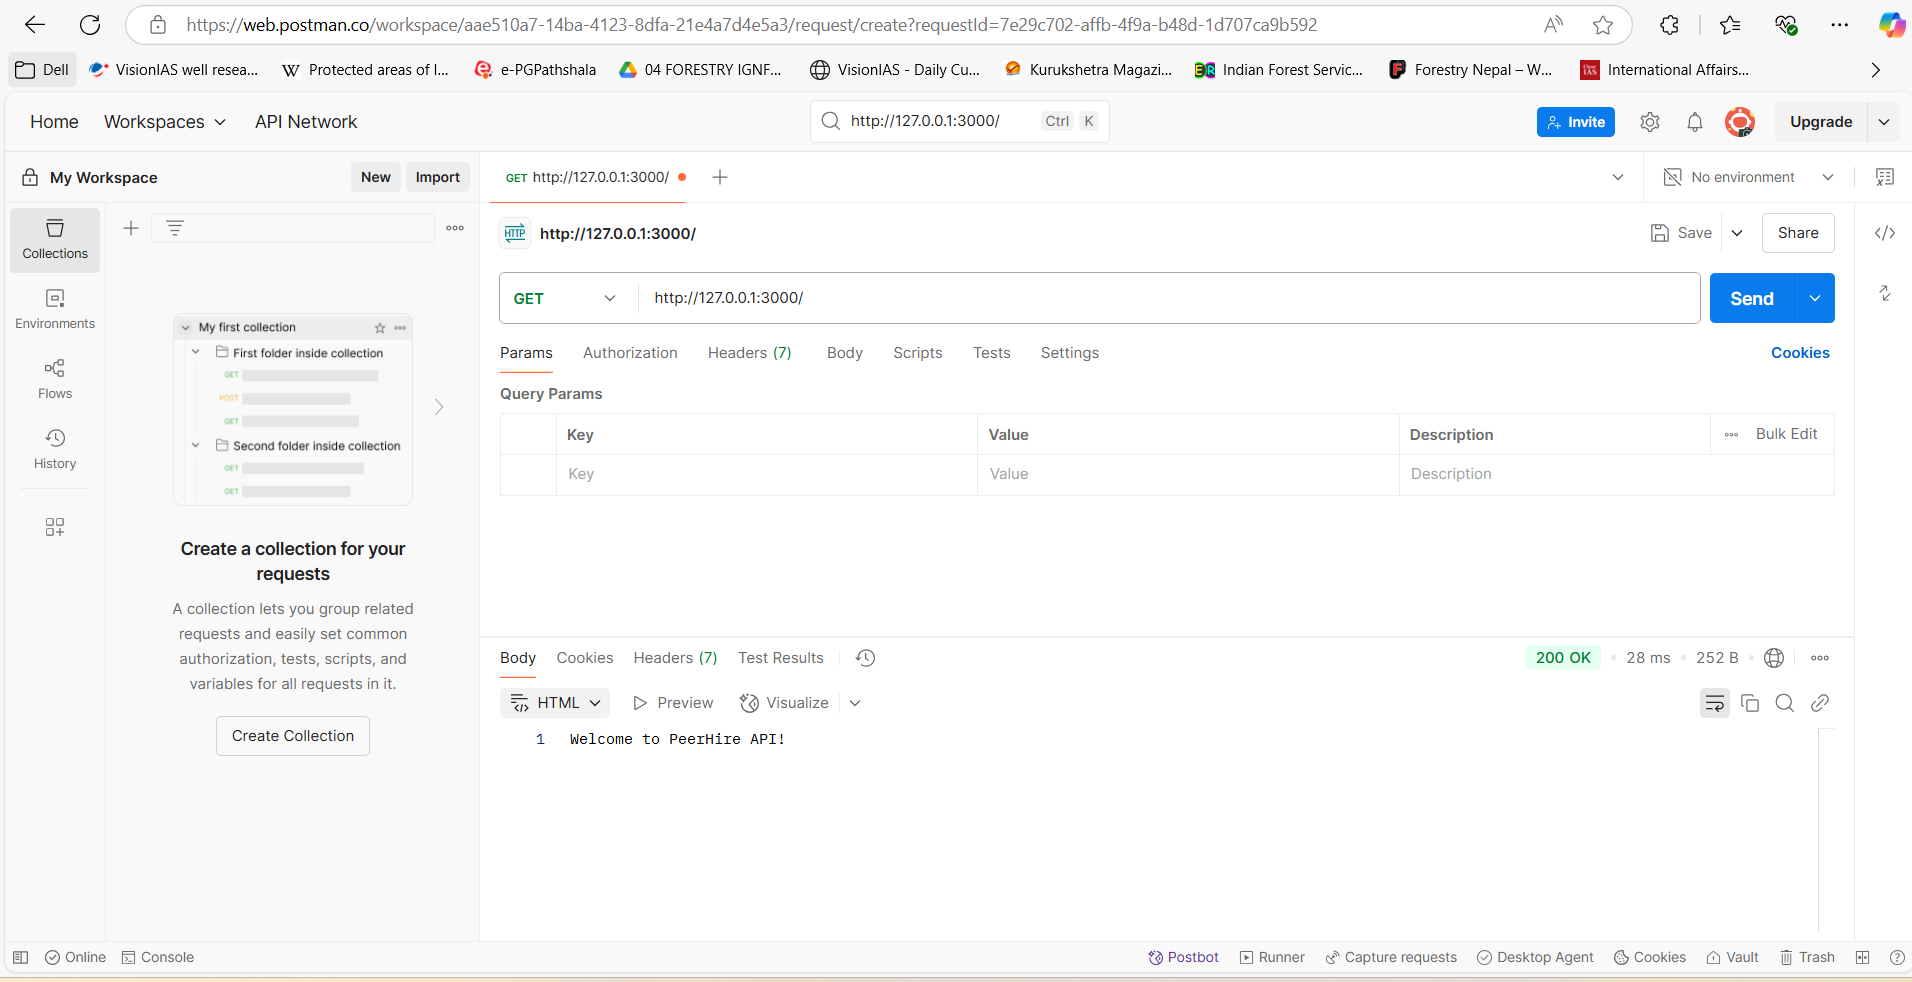 https://web.postman.co/workspace/aae510a7-14ba-4123-8dfa-21e4a7d4e5a3/request/create?requestId=7e29c702-affb-4f9a-b48d-1d707ca9b592
Dell VisionIAS well resea... Protected areas of I... e-PGPathshala 04 FORESTRY IGNF... VisionIAS - Daily Cu... Kurukshetra Magazi... Indian Forest Servic... Forestry Nepal – W... International Affairs...
Home Workspaces API Network http://127.0.0.1:3000/ Ctrl K Invite Upgrade
My Workspace New Import GET http://127.0.0.1:3000/ No environment
Collections
Environments
Flows
History
My first collection
First folder inside collection
GET
POST
GET
Second folder inside collection
GET
GET
Create a collection for your
requests
A collection lets you group related
requests and easily set common
authorization, tests, scripts, and
variables for all requests in it.
Create Collection
HTTP http://127.0.0.1:3000/ Save Share
GET http://127.0.0.1:3000/ Send
Params Authorization Headers (7) Body Scripts Tests Settings Cookies
Query Params
Key Value Description Bulk Edit
Key Value Description
Body Cookies Headers (7) Test Results 200 OK 28 ms 252 B
HTML Preview Visualize
1 Welcome to PeerHire API!
Online Console Postbot Runner Capture requests Desktop Agent Cookies Vault Trash